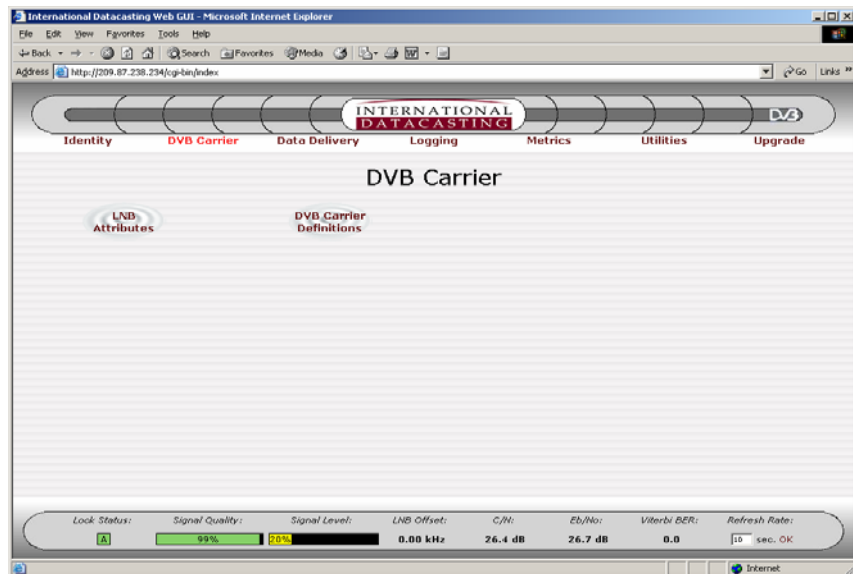 International Datacasting Web GUI - Microsoft Internet Explorer
File Edit View Favorites Tools Help
Back Search Favorites Media
Address http://209.87.238.234/cgi-bin/index Go Links »
INTERNATIONAL
DATACASTING
DVB
Identity DVB Carrier Data Delivery Logging Metrics Utilities Upgrade
DVB Carrier
LNB
Attributes
DVB Carrier
Definitions
Lock Status: Signal Quality: Signal Level: LNB Offset: C/N: Eb/No: Viterbi BER: Refresh Rate:
A 99% 20% 0.00 kHz 26.4 dB 26.7 dB 0.0 10 sec. OK
Internet